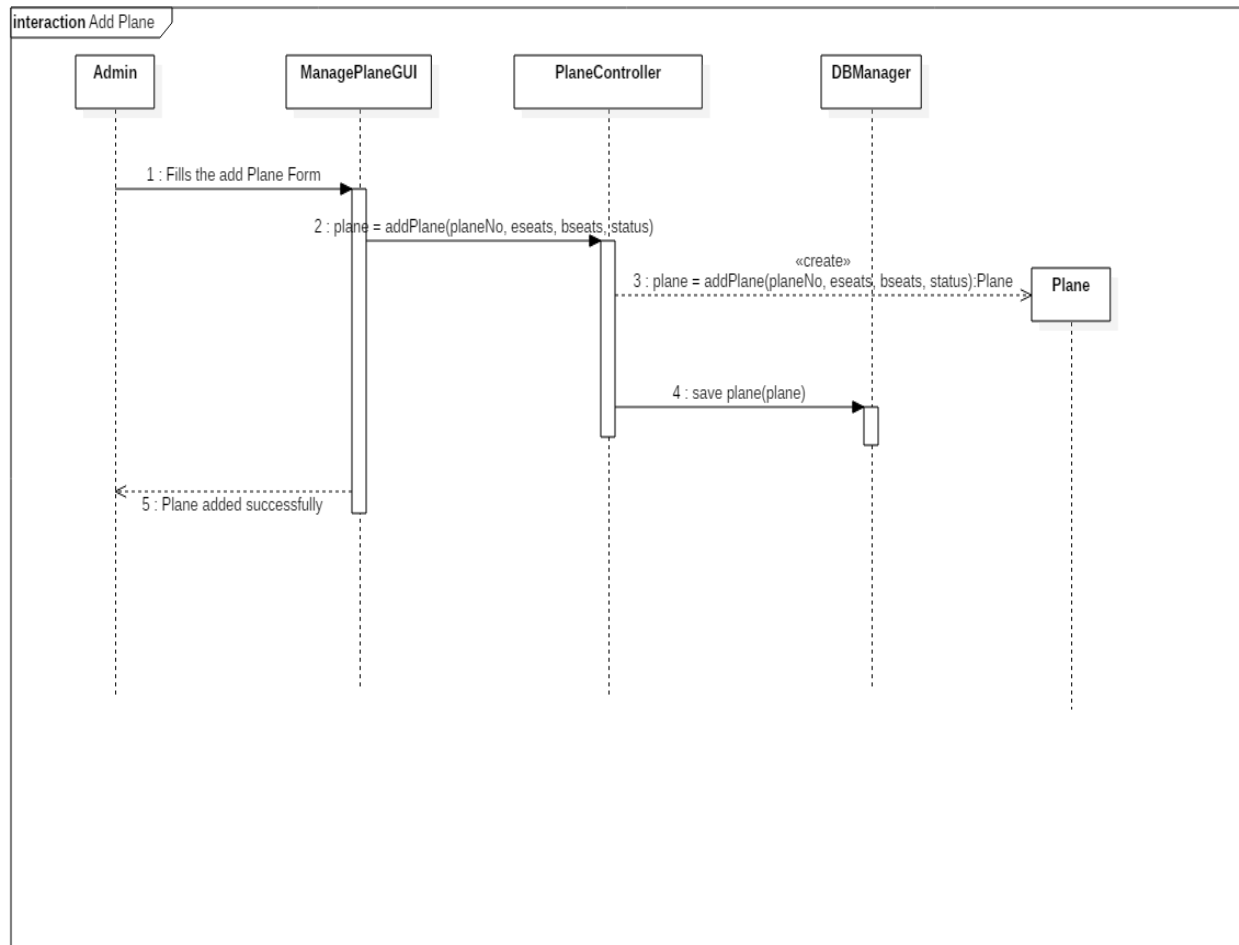 interaction Add Plane
Admin
ManagePlaneGUI
PlaneController
DBManager
1 : Fills the add Plane Form
2 : plane = addPlane(planeNo, eseats, bseats, status)
«create»
3 : plane = addPlane(planeNo, eseats, bseats, status):Plane
Plane
4 : save plane(plane)
5 : Plane added successfully